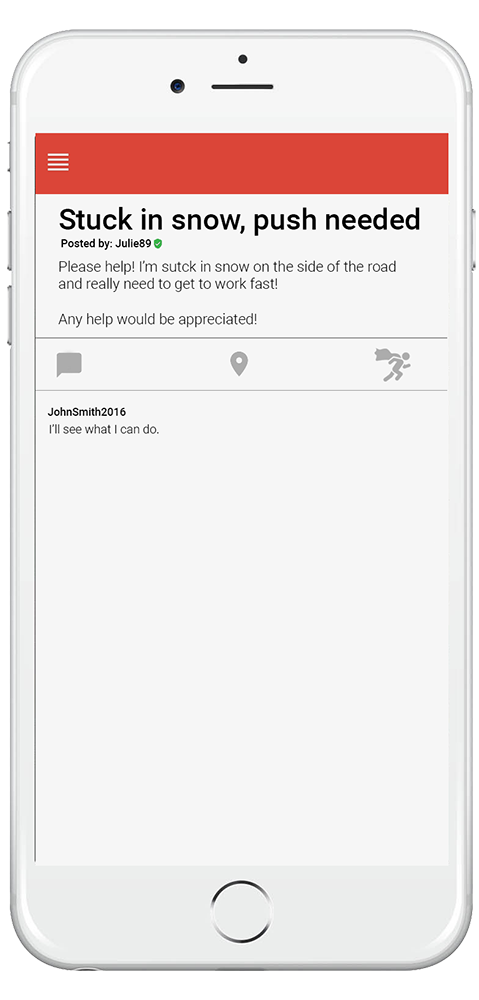 Stuck in snow, push needed
Posted by: Julie89
Please help! I'm sutck in snow on the side of the road
and really need to get to work fast!
Any help would be appreciated!
JohnSmith2016
I'll see what I can do.